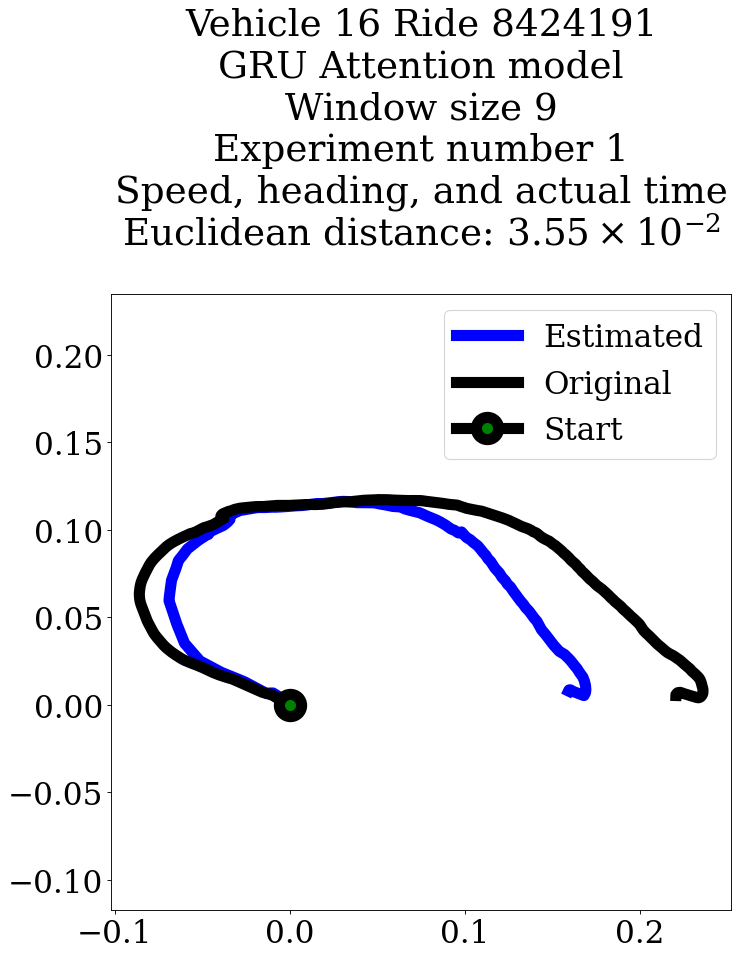 Vehicle 16 Ride 8424191
GRU Attention model
Window size 9
Experiment number 1
Speed, heading, and actual time
Euclidean distance: 3.55 × 10⁻²
Estimated
Original
Start
0.20
0.15
0.10
0.05
0.00
−0.05
−0.10
−0.1 0.0 0.1 0.2